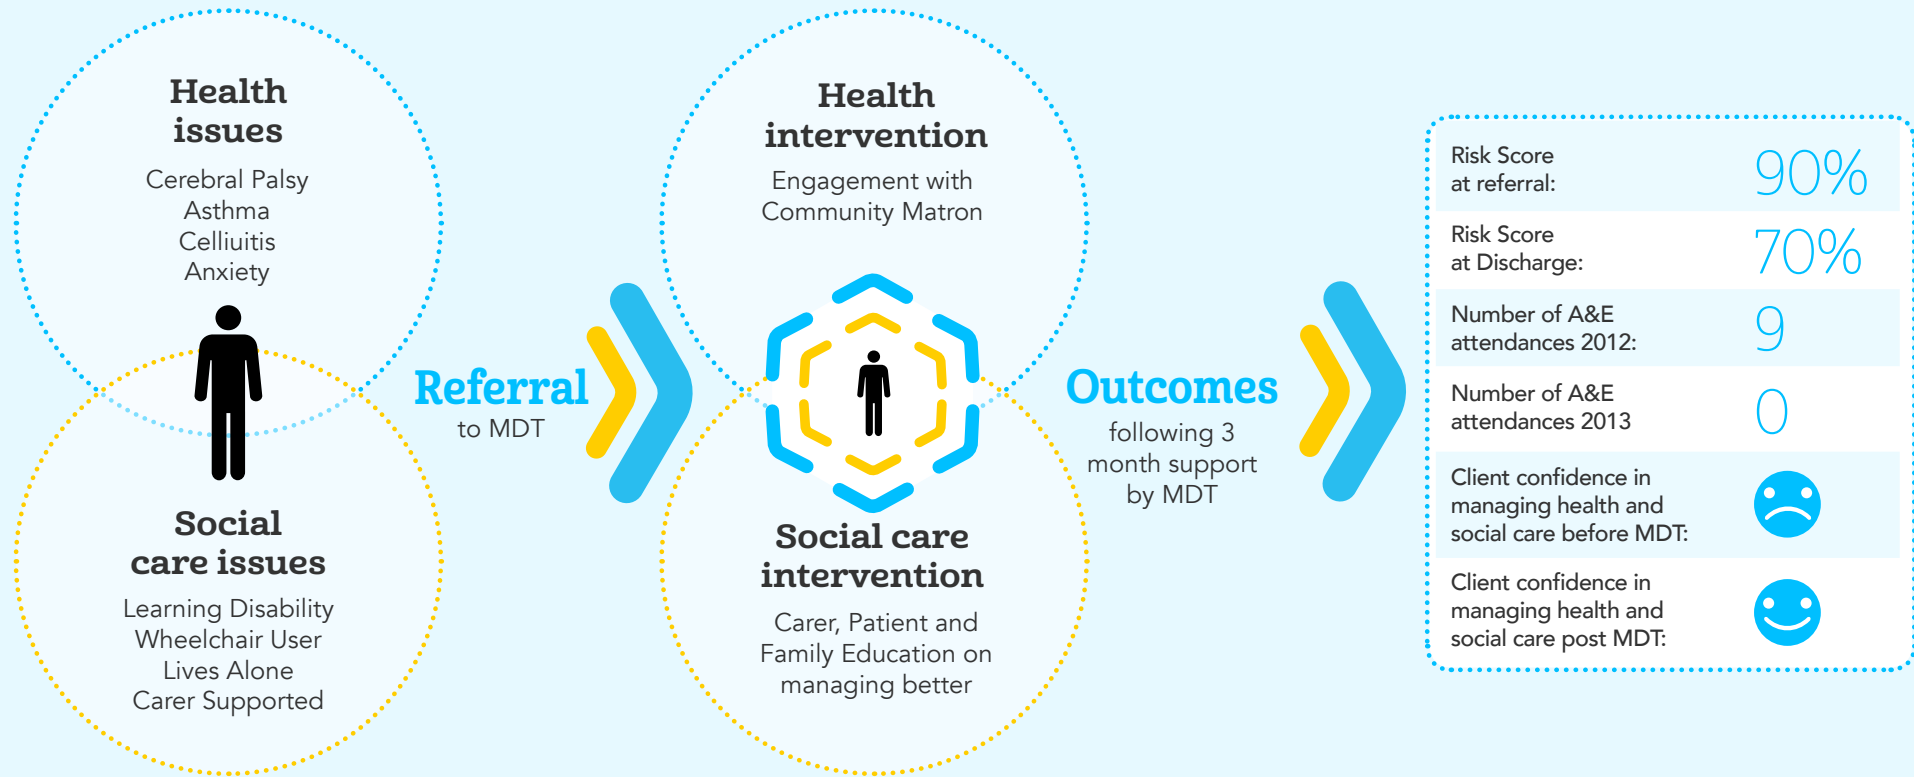 Health
issues
Cerebral Palsy
Asthma
Celliuitis
Anxiety
Social
care issues
Learning Disability
Wheelchair User
Lives Alone
Carer Supported
Referral
to MDT
Health
intervention
Engagement with
Community Matron
Social care
intervention
Carer, Patient and
Family Education on
managing better
Outcomes
following 3
month support
by MDT
Risk Score
at referral:
90%
Risk Score
at Discharge:
70%
Number of A&E
attendances 2012:
9
Number of A&E
attendances 2013
0
Client confidence in
managing health and
social care before MDT:
Client confidence in
managing health and
social care post MDT: